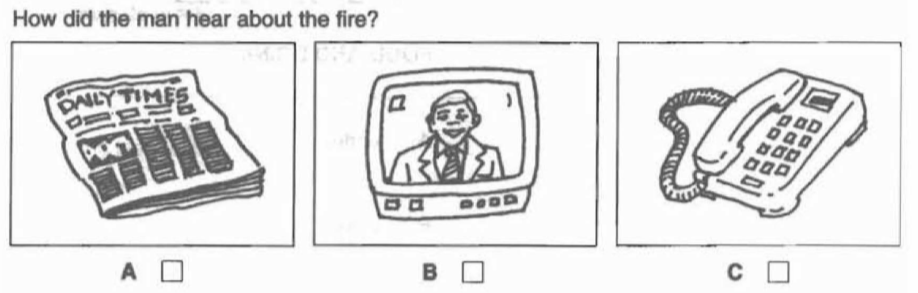 How did the man hear about the fire?
DAILY TIMES
A
B
C